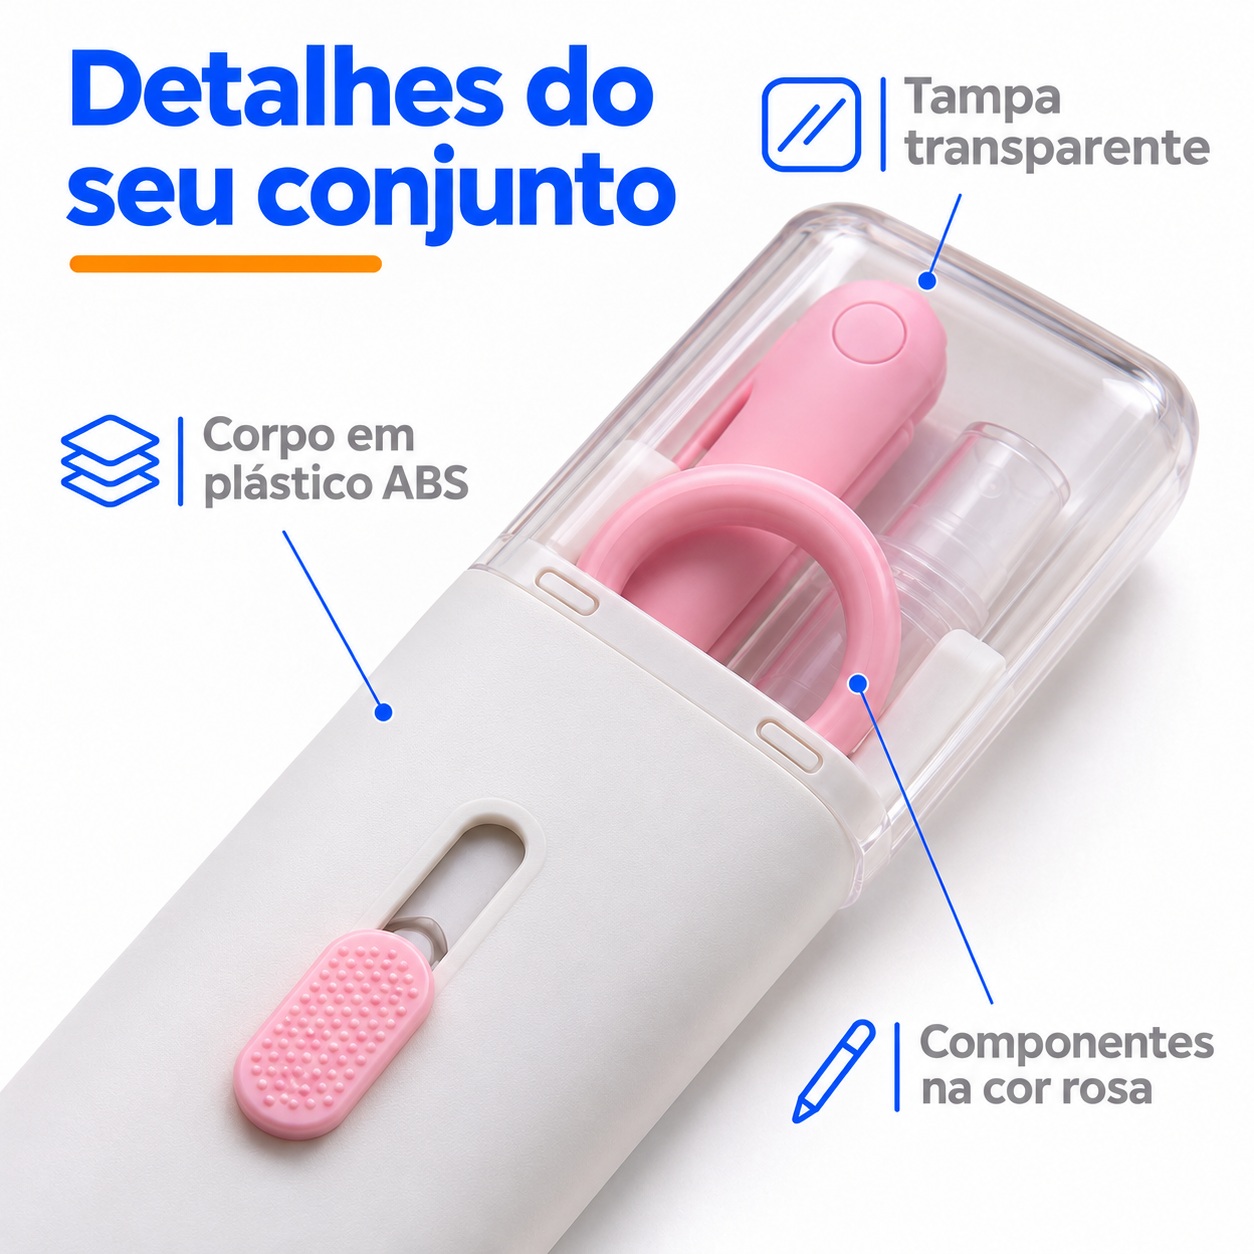 Detalhes do
seu conjunto
Tampa
transparente
Corpo em
plástico ABS
Componentes
na cor rosa